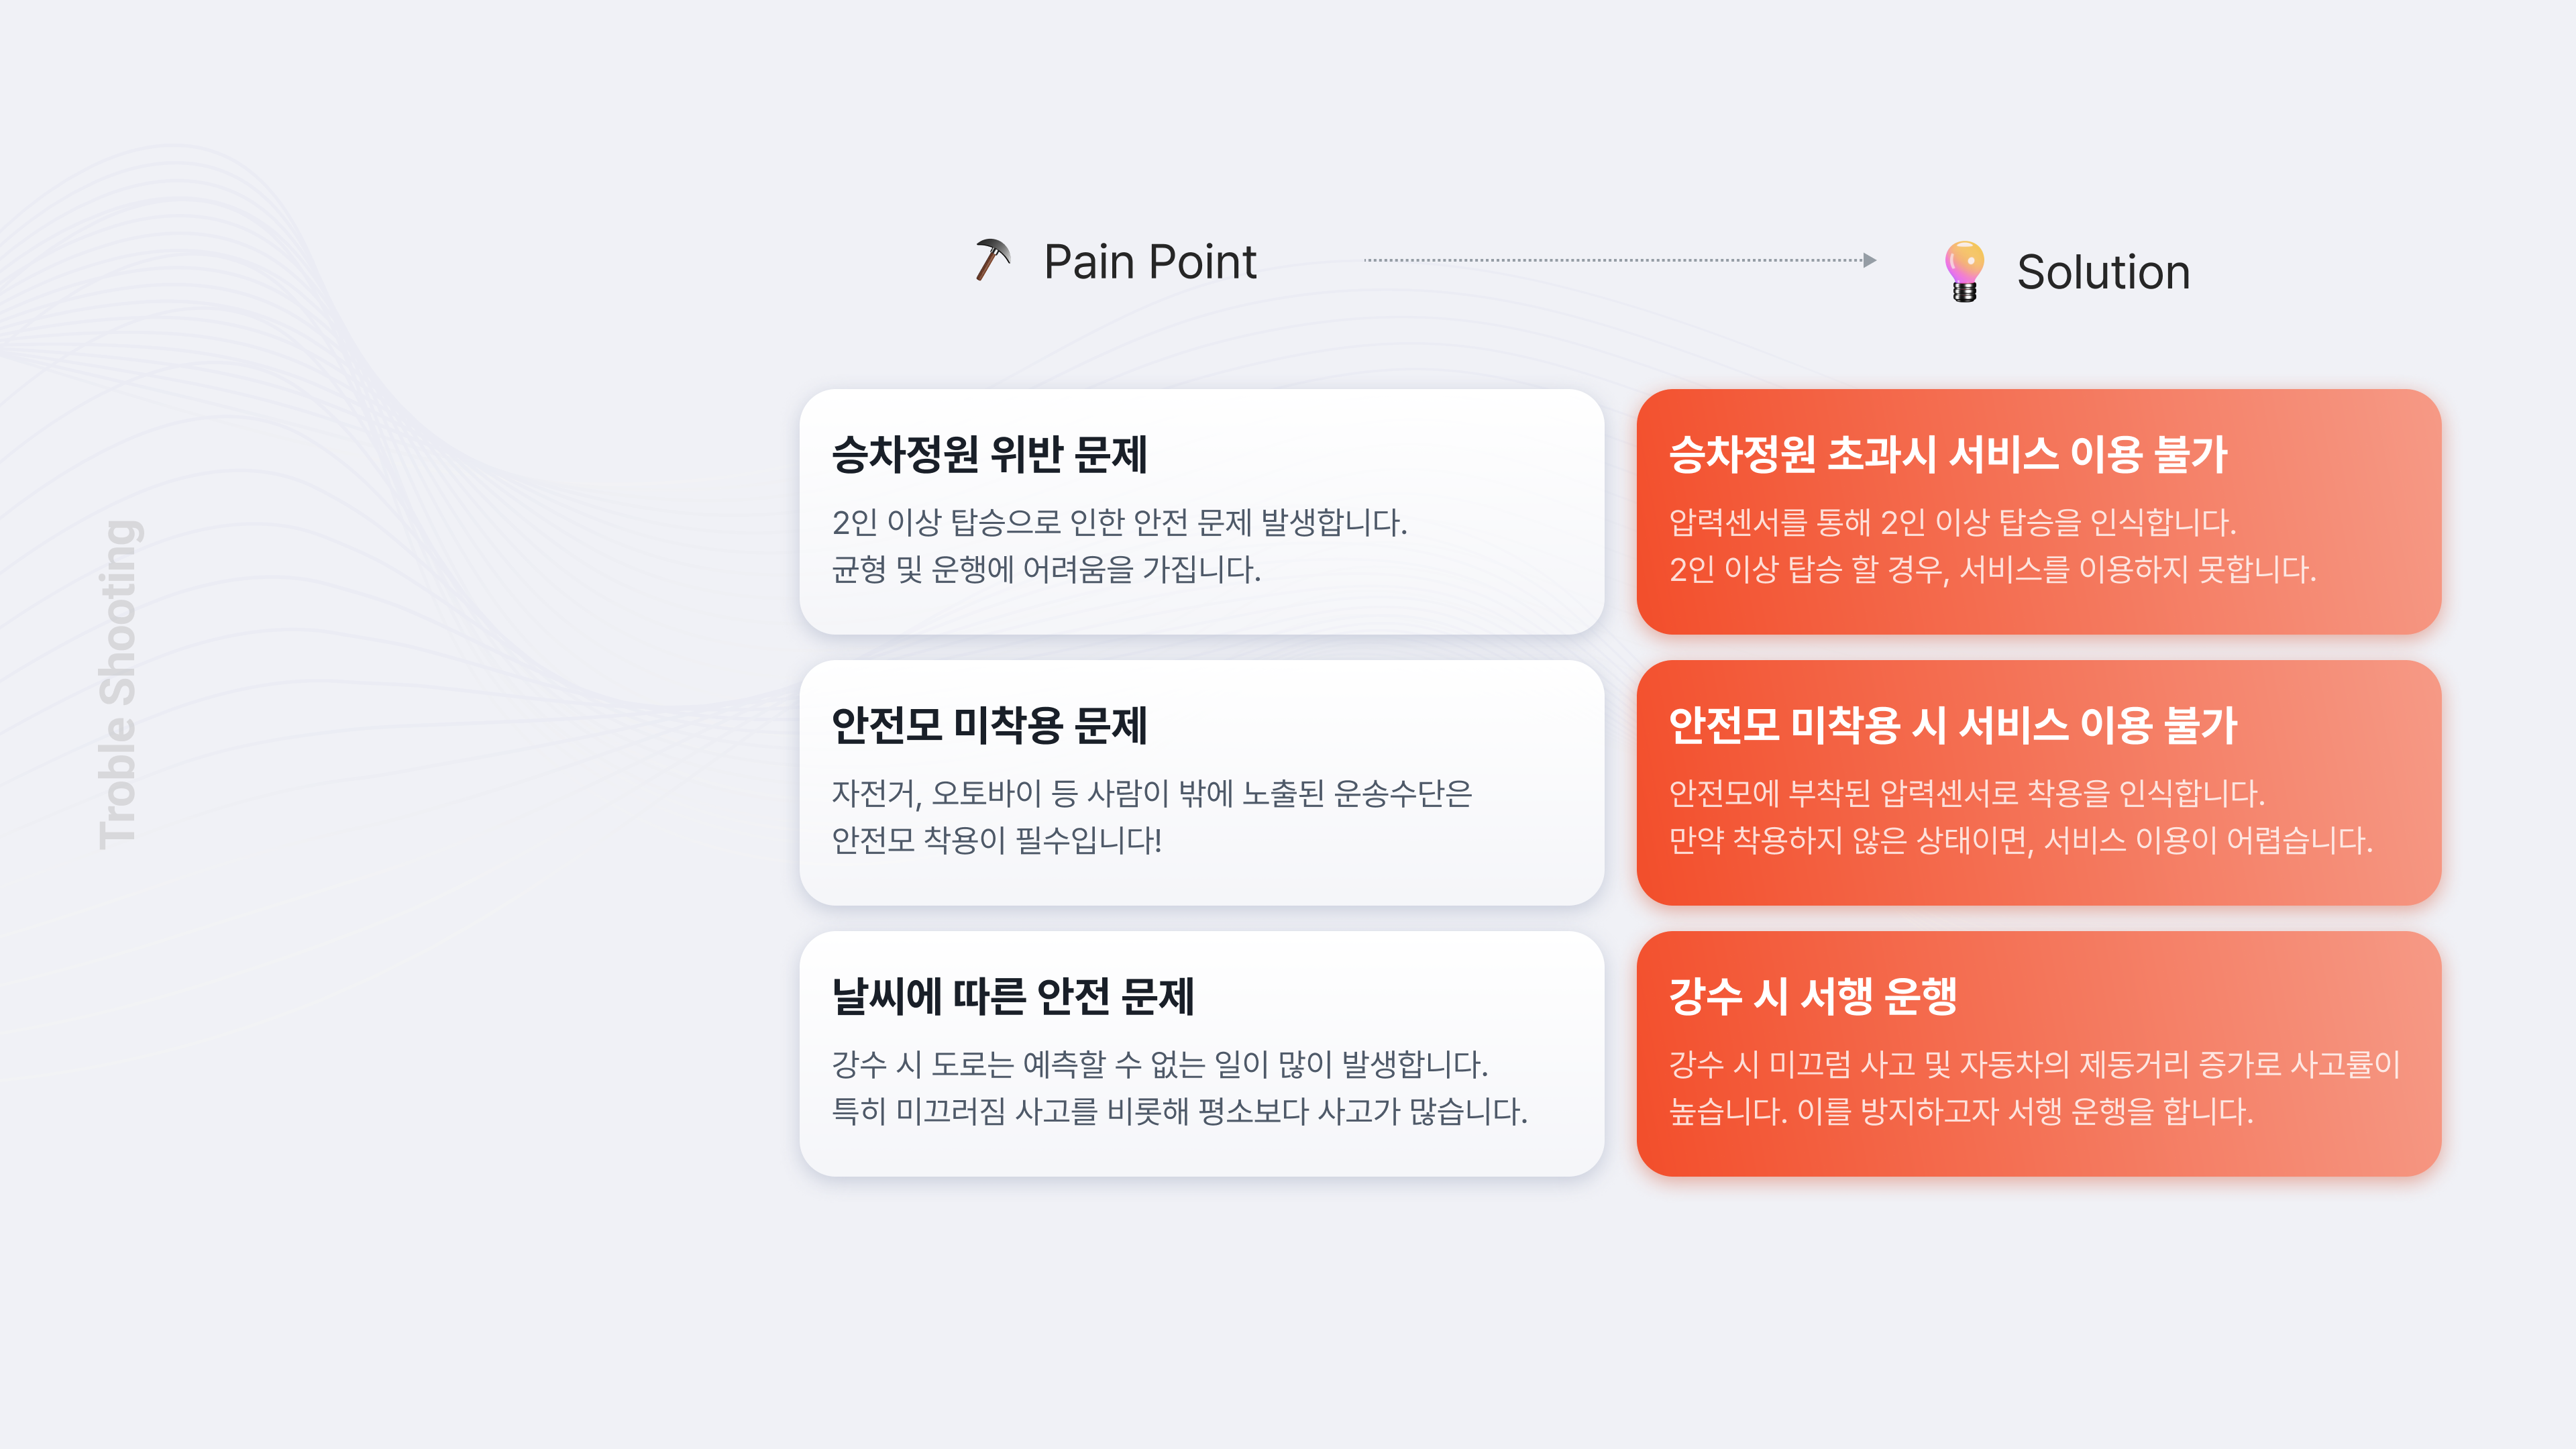 Troble Shooting
Pain Point
Solution
승차정원 위반 문제
2인 이상 탑승으로 인한 안전 문제 발생합니다.
균형 및 운행에 어려움을 가집니다.
승차정원 초과시 서비스 이용 불가
압력센서를 통해 2인 이상 탑승을 인식합니다.
2인 이상 탑승 할 경우, 서비스를 이용하지 못합니다.
안전모 미착용 문제
자전거, 오토바이 등 사람이 밖에 노출된 운송수단은
안전모 착용이 필수입니다!
안전모 미착용 시 서비스 이용 불가
안전모에 부착된 압력센서로 착용을 인식합니다.
만약 착용하지 않은 상태이면, 서비스 이용이 어렵습니다.
날씨에 따른 안전 문제
강수 시 도로는 예측할 수 없는 일이 많이 발생합니다.
특히 미끄러짐 사고를 비롯해 평소보다 사고가 많습니다.
강수 시 서행 운행
강수 시 미끄럼 사고 및 자동차의 제동거리 증가로 사고률이
높습니다. 이를 방지하고자 서행 운행을 합니다.